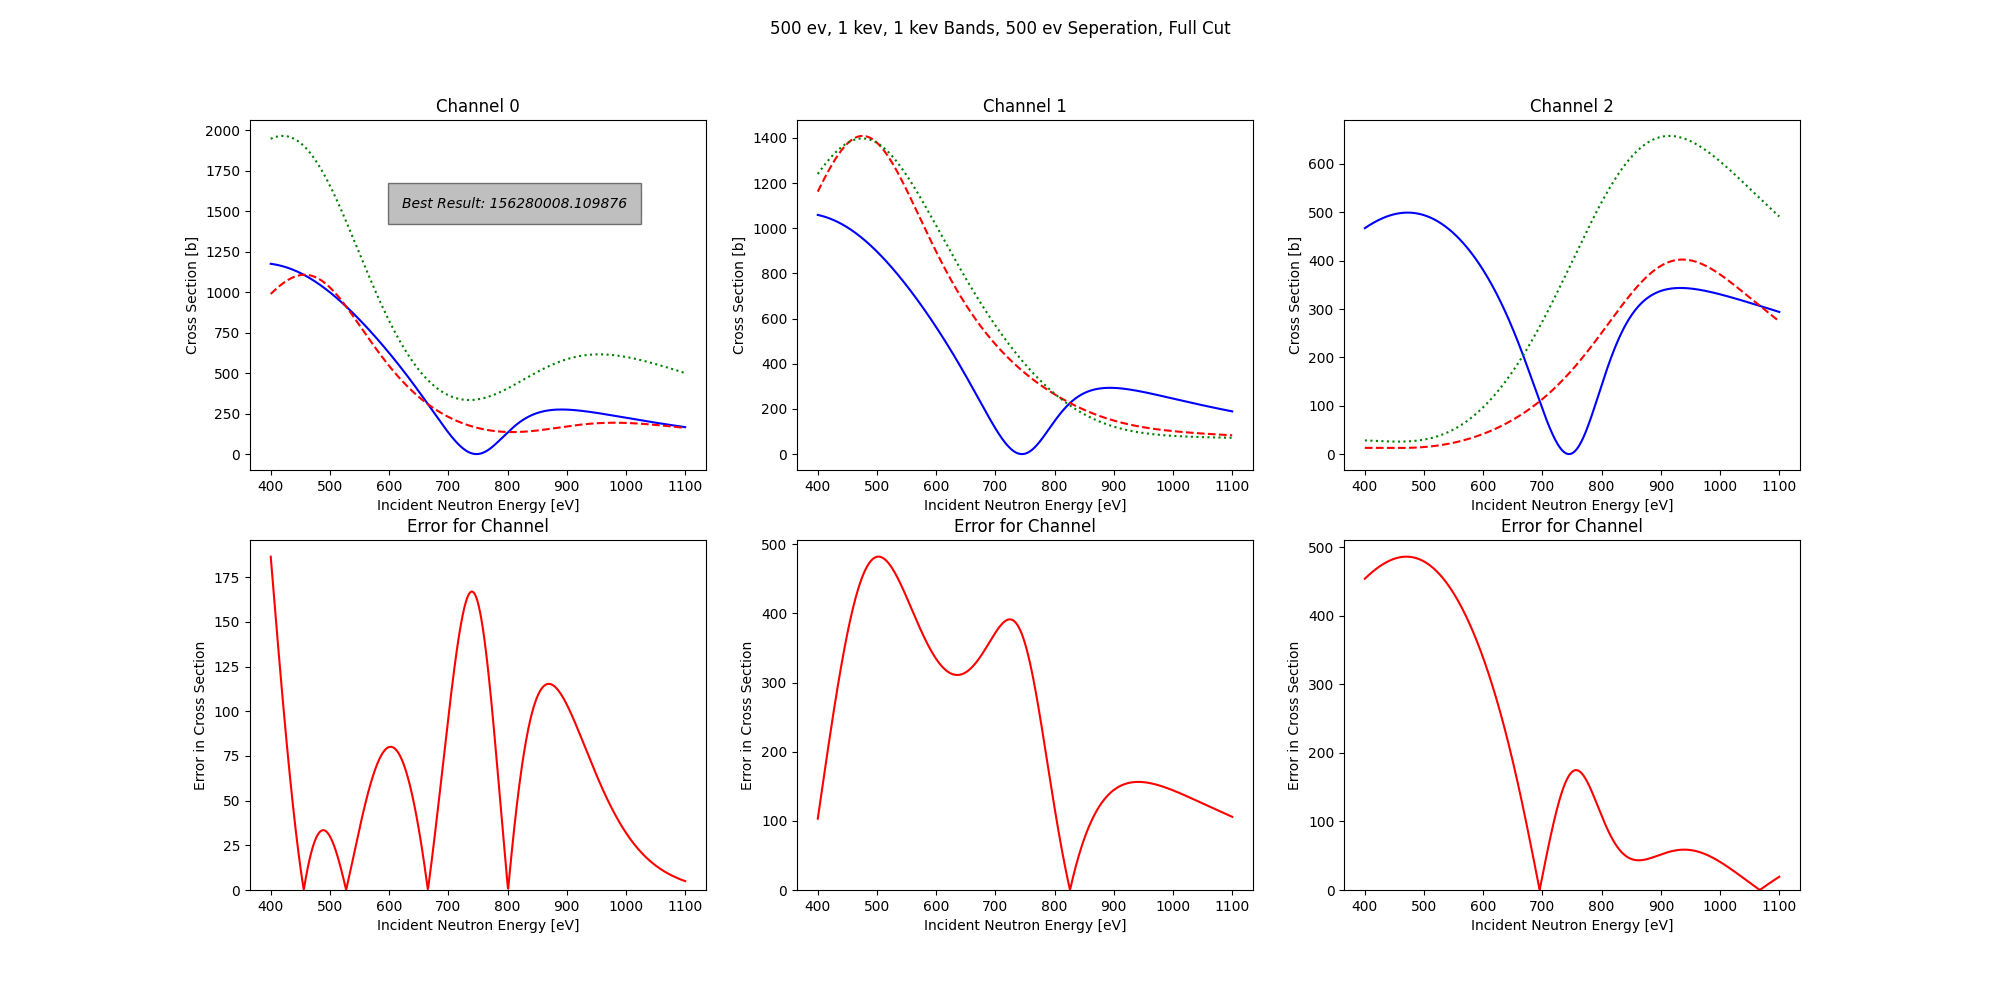 500 ev, 1 kev, 1 kev Bands, 500 ev Seperation, Full Cut
Channel 0
Cross Section [b]
2000
1750
1500
1250
1000
750
500
250
0
Best Result: 156280008.109876
400 500 600 700 800 900 1000 1100
Incident Neutron Energy [eV]
Channel 1
Cross Section [b]
1400
1200
1000
800
600
400
200
0
400 500 600 700 800 900 1000 1100
Incident Neutron Energy [eV]
Channel 2
Cross Section [b]
600
500
400
300
200
100
0
400 500 600 700 800 900 1000 1100
Incident Neutron Energy [eV]
Error for Channel
Error in Cross Section
175
150
125
100
75
50
25
0
400 500 600 700 800 900 1000 1100
Incident Neutron Energy [eV]
Error for Channel
Error in Cross Section
500
400
300
200
100
0
400 500 600 700 800 900 1000 1100
Incident Neutron Energy [eV]
Error for Channel
Error in Cross Section
500
400
300
200
100
0
400 500 600 700 800 900 1000 1100
Incident Neutron Energy [eV]